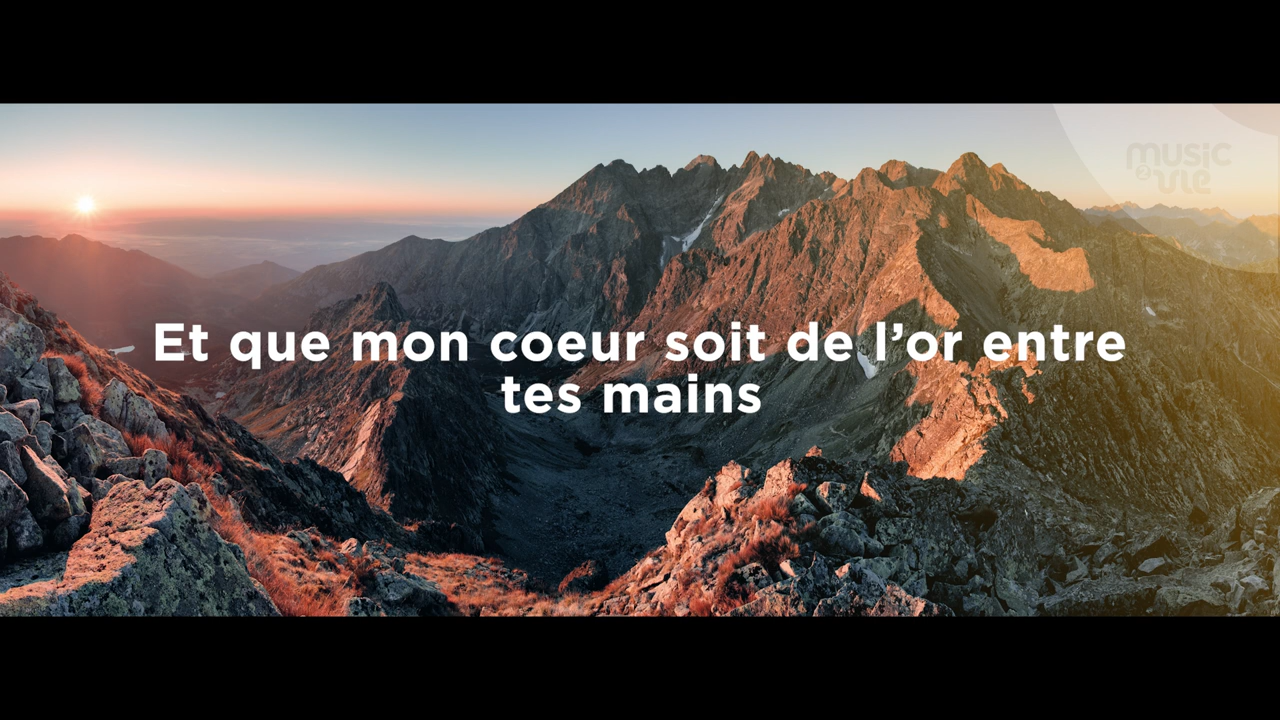 music
2 vie
Et que mon coeur soit de l’or entre
tes mains